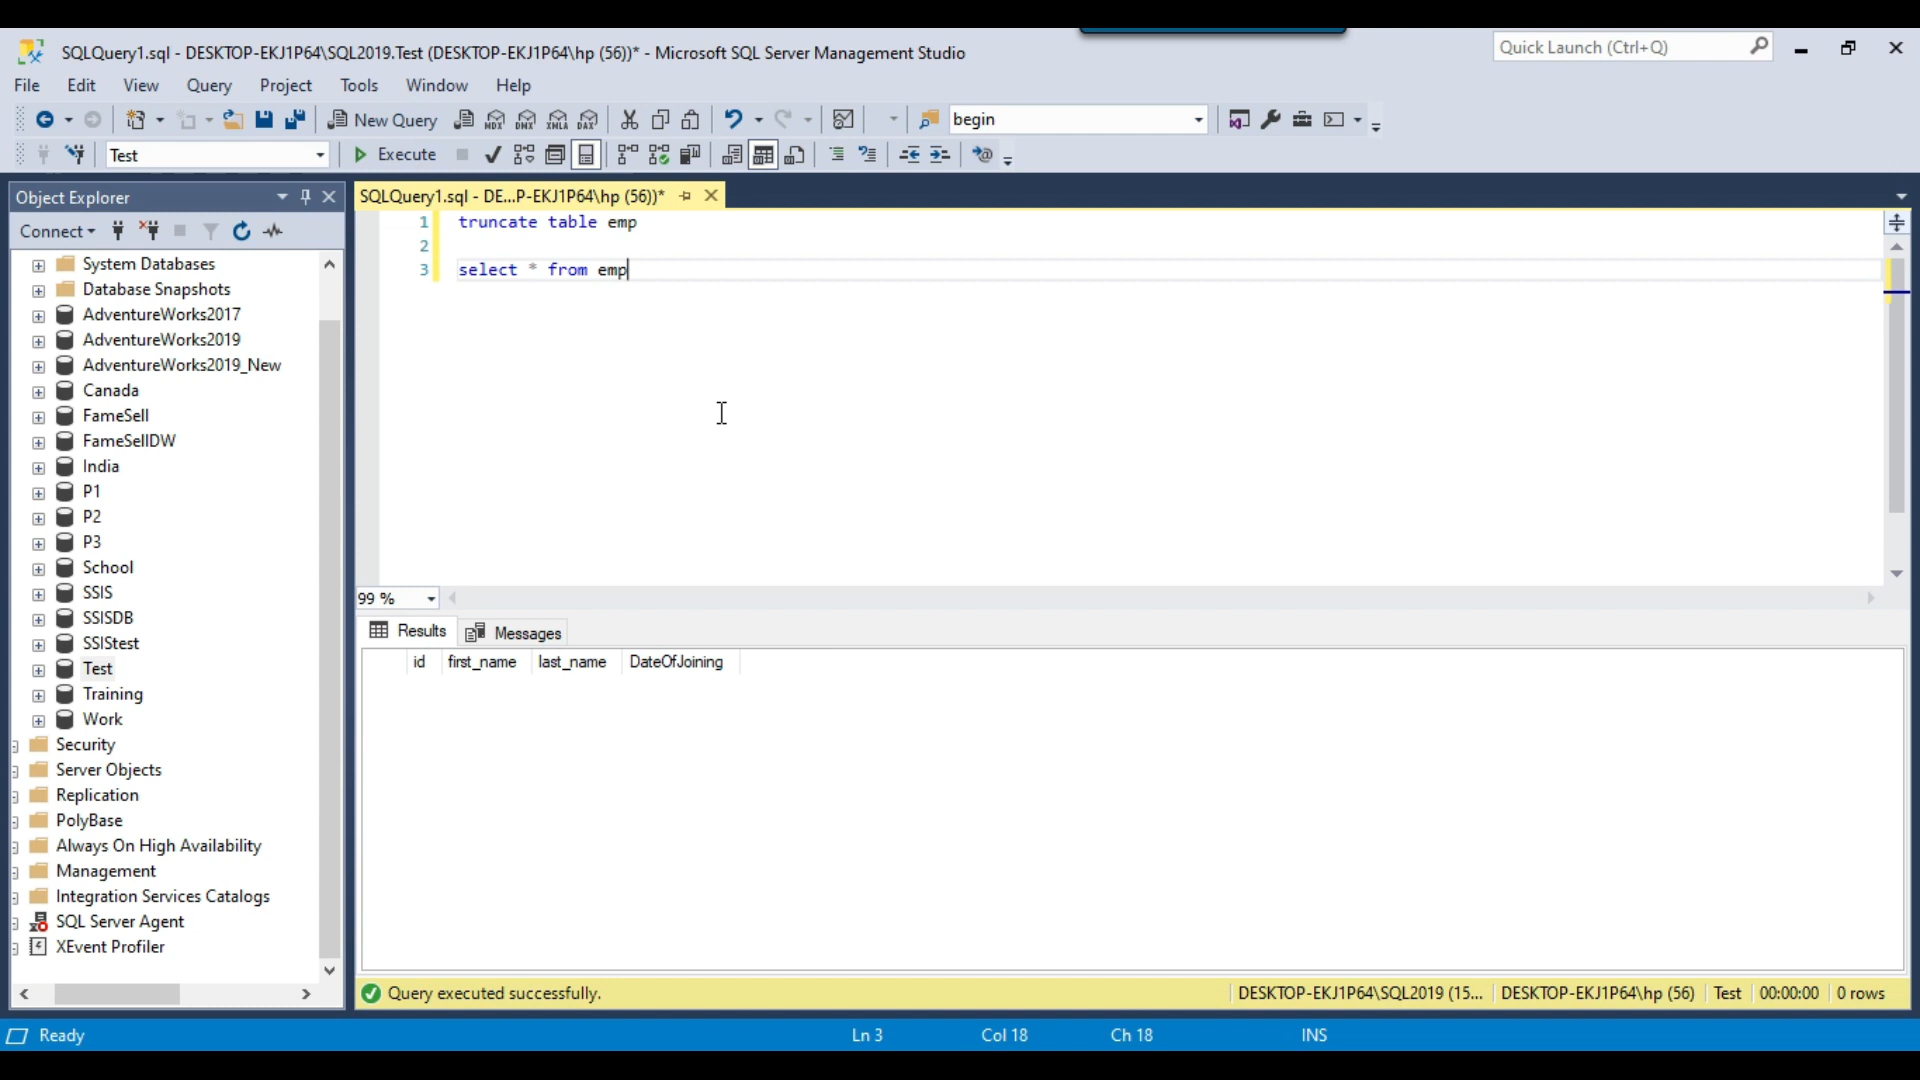 SQLQuery1.sql - DESKTOP-EKJ1P64\SQL2019.Test (DESKTOP-EKJ1P64\hp (56))* - Microsoft SQL Server Management Studio
Quick Launch (Ctrl+Q)
File Edit View Query Project Tools Window Help
New Query MDX DMX XMLA DAX begin
Test Execute
Object Explorer
SQLQuery1.sql - DE...P-EKJ1P64\hp (56))*
Connect
System Databases
Database Snapshots
AdventureWorks2017
AdventureWorks2019
AdventureWorks2019_New
Canada
FameSell
FameSellDW
India
P1
P2
P3
School
SSIS
SSISDB
SSIStest
Test
Training
Work
Security
Server Objects
Replication
PolyBase
Always On High Availability
Management
Integration Services Catalogs
SQL Server Agent
XEvent Profiler
1 truncate table emp
2
3 select * from emp
99 %
Results Messages
id first_name last_name DateOfJoining
Query executed successfully.
DESKTOP-EKJ1P64\SQL2019 (15... DESKTOP-EKJ1P64\hp (56) Test 00:00:00 0 rows
Ready Ln 3 Col 18 Ch 18 INS